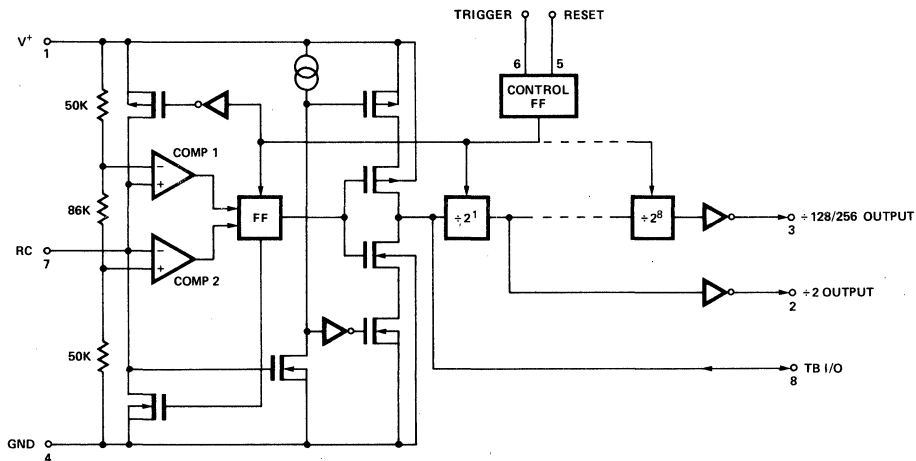 TRIGGER RESET
6 5
CONTROL
FF
V+
1
50K
COMP 1
− +
86K
FF
÷2¹
÷2⁸
÷128/256 OUTPUT
3
RC
7
− +
COMP 2
÷2 OUTPUT
2
50K
TB I/O
8
GND
4